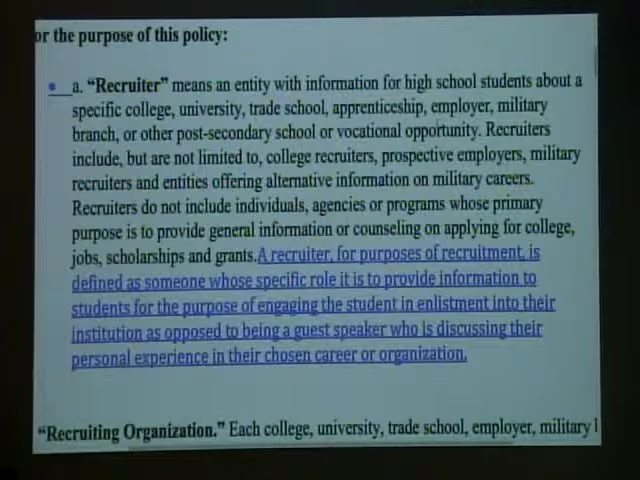 or the purpose of this policy:
a. “Recruiter” means an entity with information for high school students about a
specific college, university, trade school, apprenticeship, employer, military
branch, or other post-secondary school or vocational opportunity. Recruiters
include, but are not limited to, college recruiters, prospective employers, military
recruiters and entities offering alternative information on military careers.
Recruiters do not include individuals, agencies or programs whose primary
purpose is to provide general information or counseling on applying for college,
jobs, scholarships and grants.A recruiter, for purposes of recruitment, is
defined as someone whose specific role it is to provide information to
students for the purpose of engaging the student in enlistment into their
institution as opposed to being a guest speaker who is discussing their
personal experience in their chosen career or organization.
“Recruiting Organization.” Each college, university, trade school, employer, military